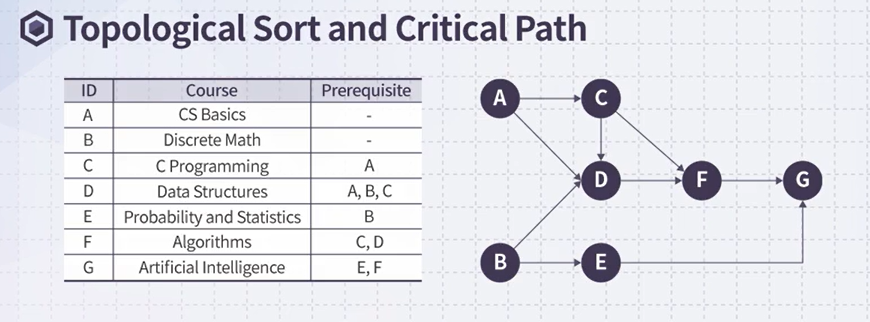 Topological Sort and Critical Path
ID Course Prerequisite
A CS Basics -
B Discrete Math -
C C Programming A
D Data Structures A, B, C
E Probability and Statistics B
F Algorithms C, D
G Artificial Intelligence E, F
A C
D F G
B E